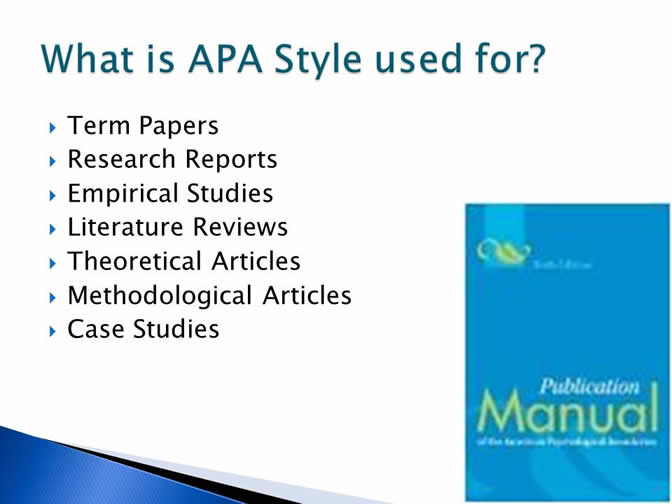 What is APA Style used for?
Term Papers
Research Reports
Empirical Studies
Literature Reviews
Theoretical Articles
Methodological Articles
Case Studies
Sixth Edition
Publication
Manual
of the American Psychological Association